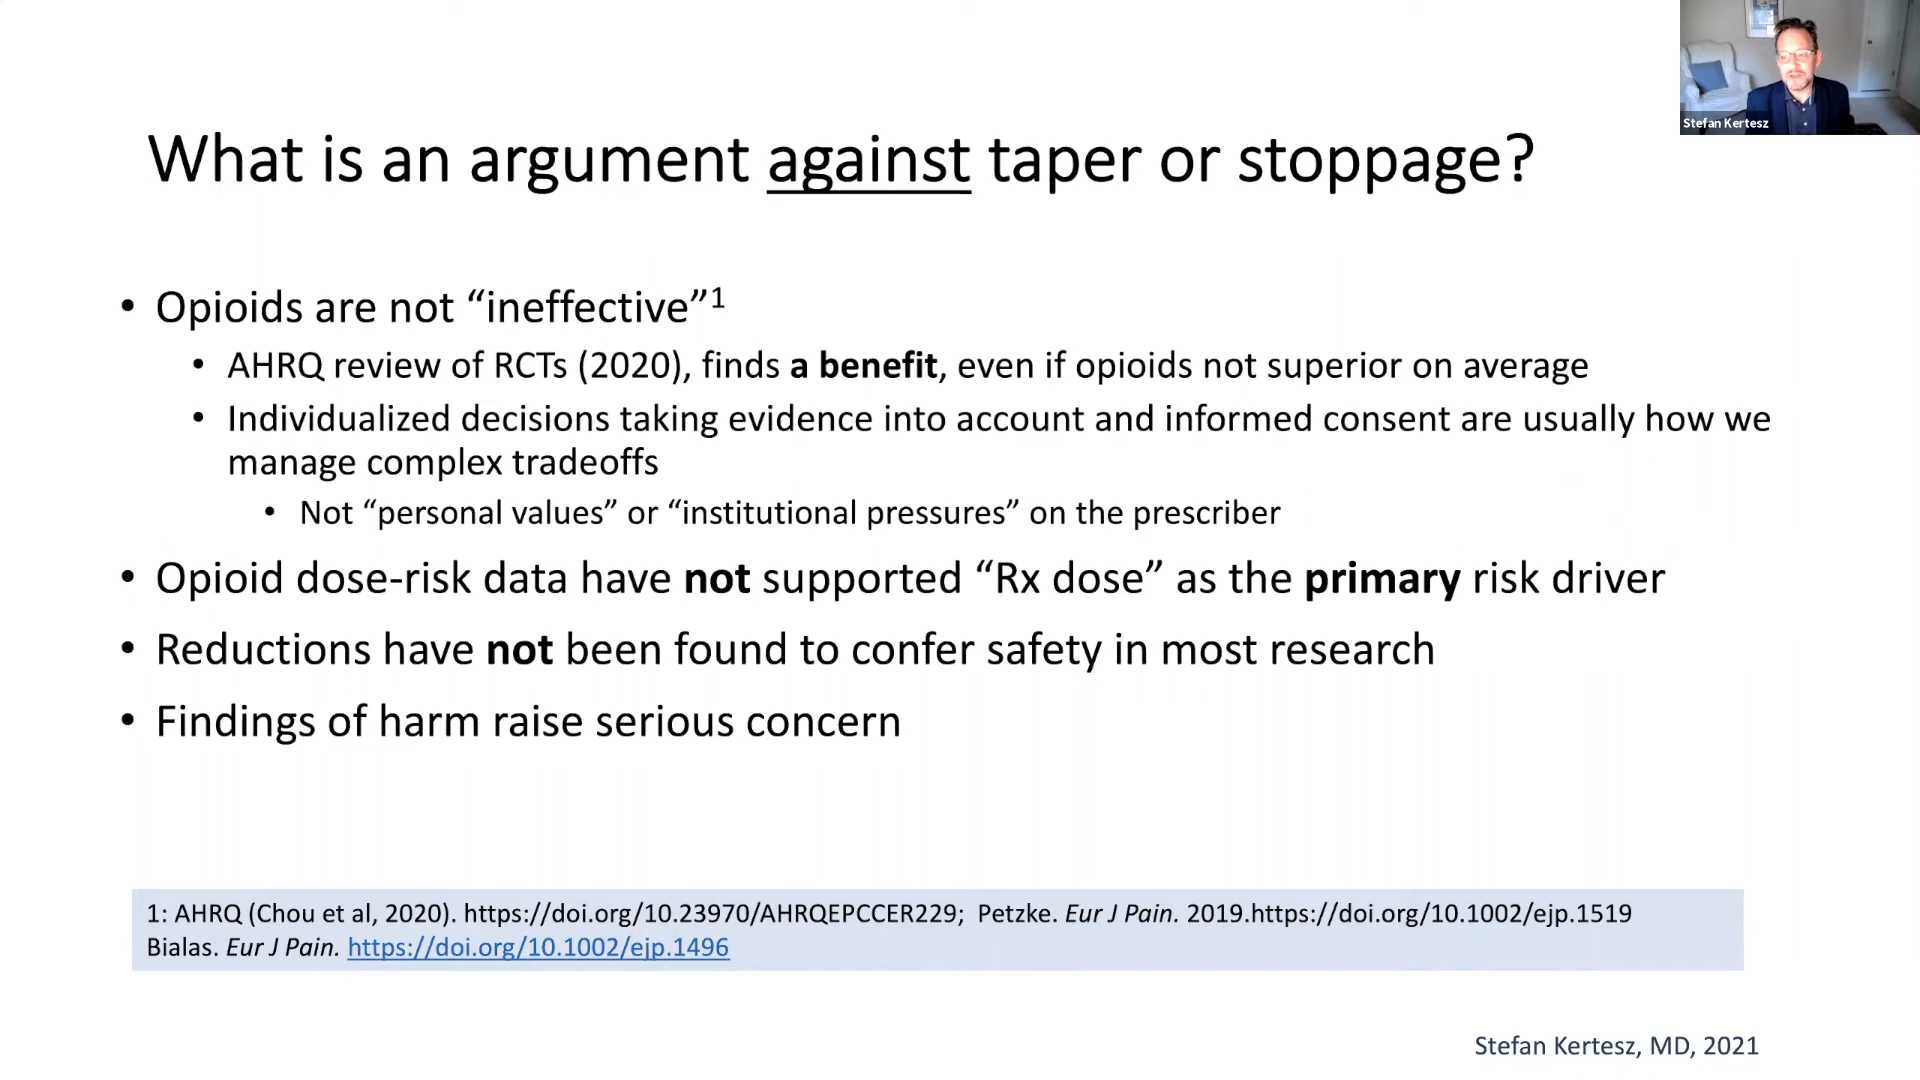 Stefan Kertesz
What is an argument against taper or stoppage?
• Opioids are not “ineffective”1
• AHRQ review of RCTs (2020), finds a benefit, even if opioids not superior on average
• Individualized decisions taking evidence into account and informed consent are usually how we
manage complex tradeoffs
• Not “personal values” or “institutional pressures” on the prescriber
• Opioid dose-risk data have not supported “Rx dose” as the primary risk driver
• Reductions have not been found to confer safety in most research
• Findings of harm raise serious concern
1: AHRQ (Chou et al, 2020). https://doi.org/10.23970/AHRQEPCCER229; Petzke. Eur J Pain. 2019.https://doi.org/10.1002/ejp.1519
Bialas. Eur J Pain. https://doi.org/10.1002/ejp.1496
Stefan Kertesz, MD, 2021